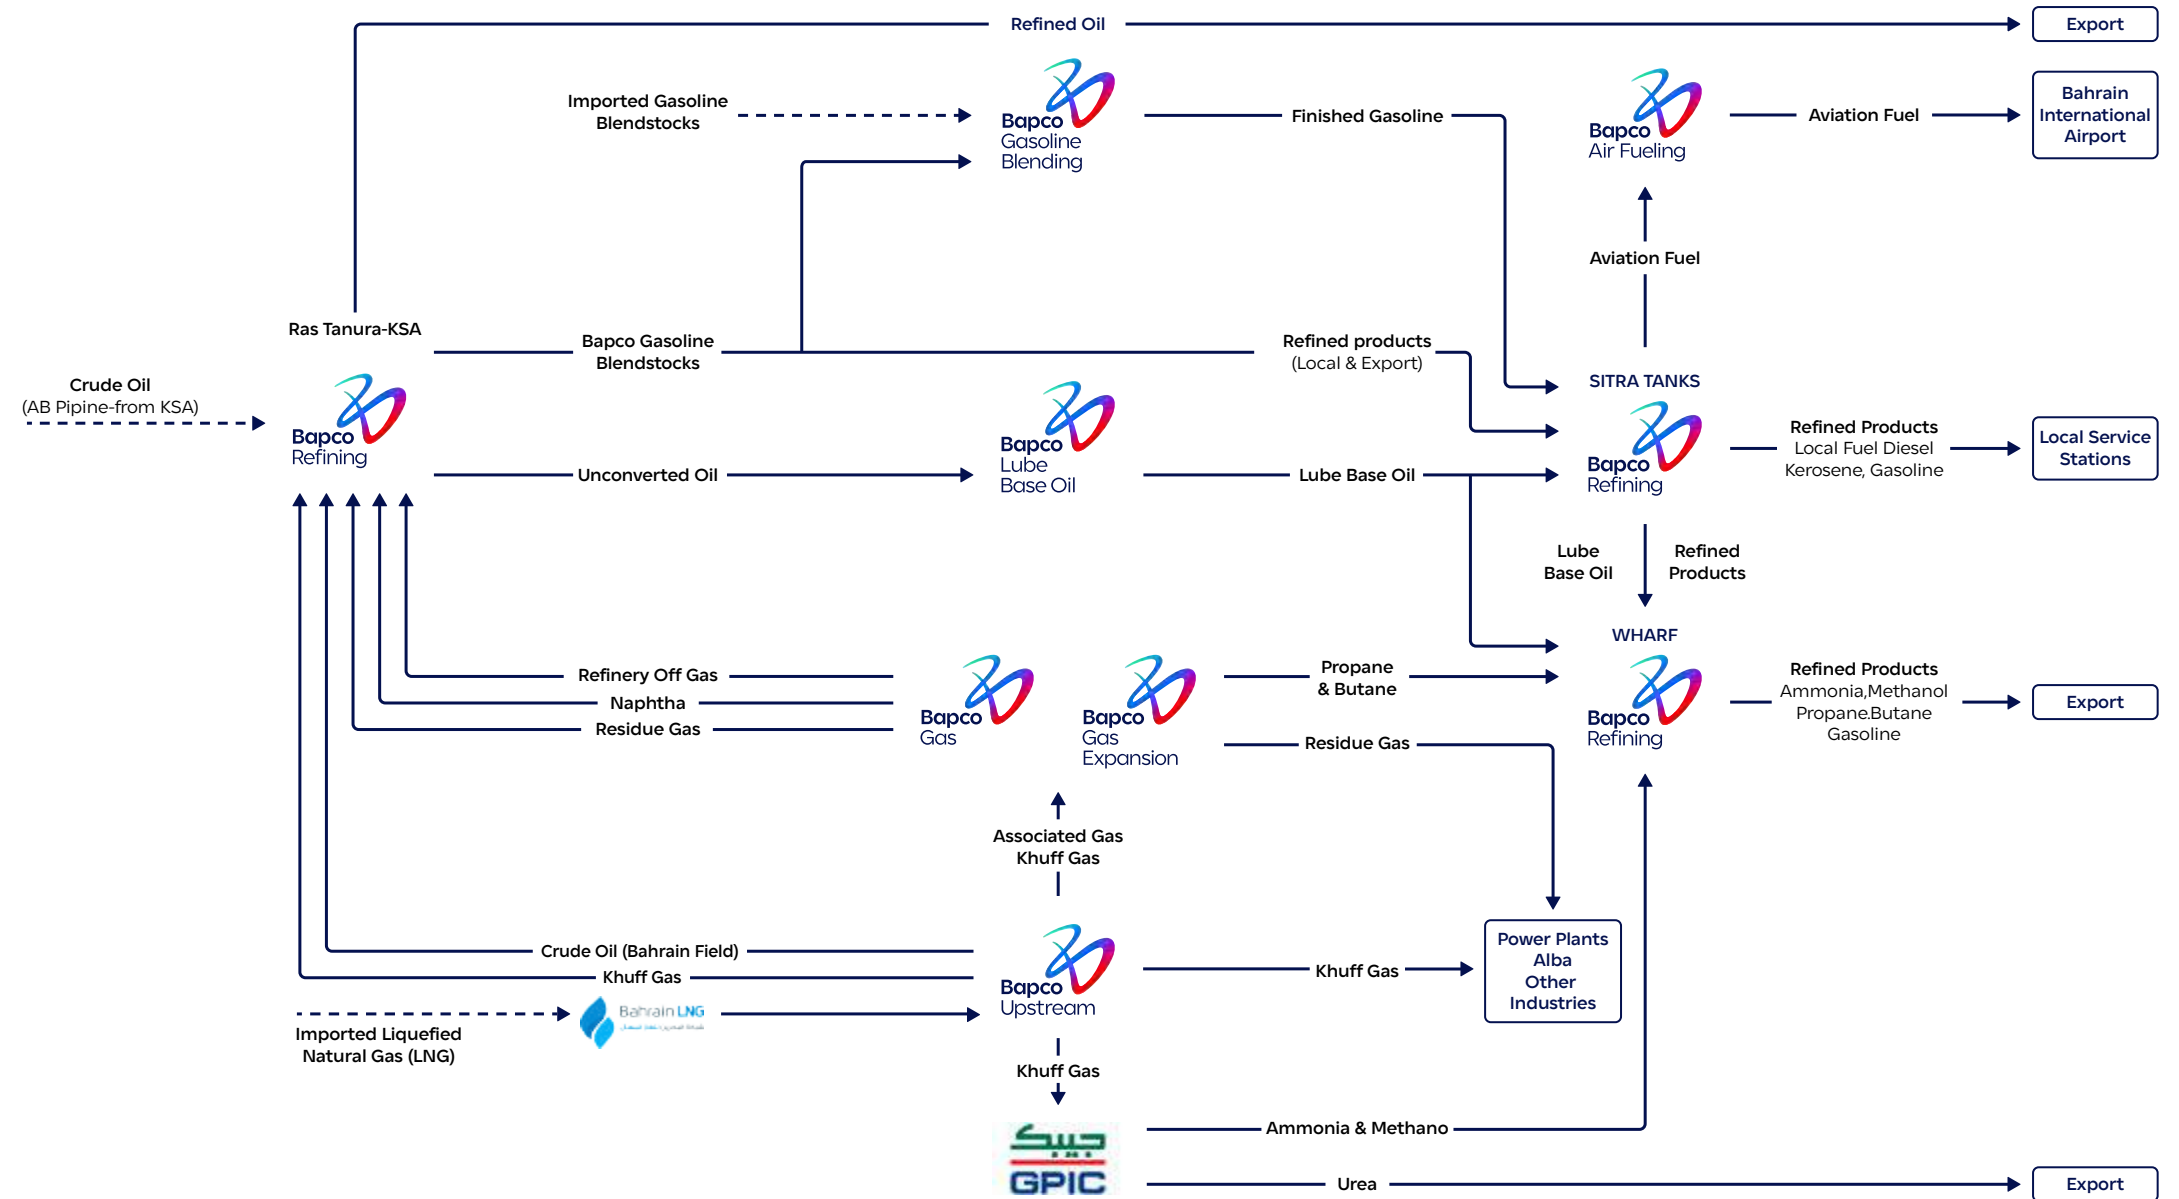 Refined Oil
Export
Imported Gasoline
Blendstocks
Bapco
Gasoline
Blending
Finished Gasoline
Bapco
Air Fueling
Aviation Fuel
Bahrain
International
Airport
Aviation Fuel
Ras Tanura-KSA
Bapco Gasoline
Blendstocks
Refined products
(Local & Export)
Crude Oil
(AB Pipine-from KSA)
Bapco
Refining
Unconverted Oil
Bapco
Lube
Base Oil
Lube Base Oil
SITRA TANKS
Bapco
Refining
Refined Products
Local Fuel Diesel
Kerosene, Gasoline
Local Service
Stations
Lube
Base Oil
Refined
Products
Refinery Off Gas
Naphtha
Residue Gas
Bapco
Gas
Bapco
Gas
Expansion
Propane
& Butane
Residue Gas
WHARF
Bapco
Refining
Refined Products
Ammonia,Methanol
Propane.Butane
Gasoline
Export
Associated Gas
Khuff Gas
Crude Oil (Bahrain Field)
Khuff Gas
Bapco
Upstream
Khuff Gas
Power Plants
Alba
Other
Industries
Imported Liquefied
Natural Gas (LNG)
Bahrain LNG
Khuff Gas
جيبك
GPIC
Ammonia & Methano
Urea
Export